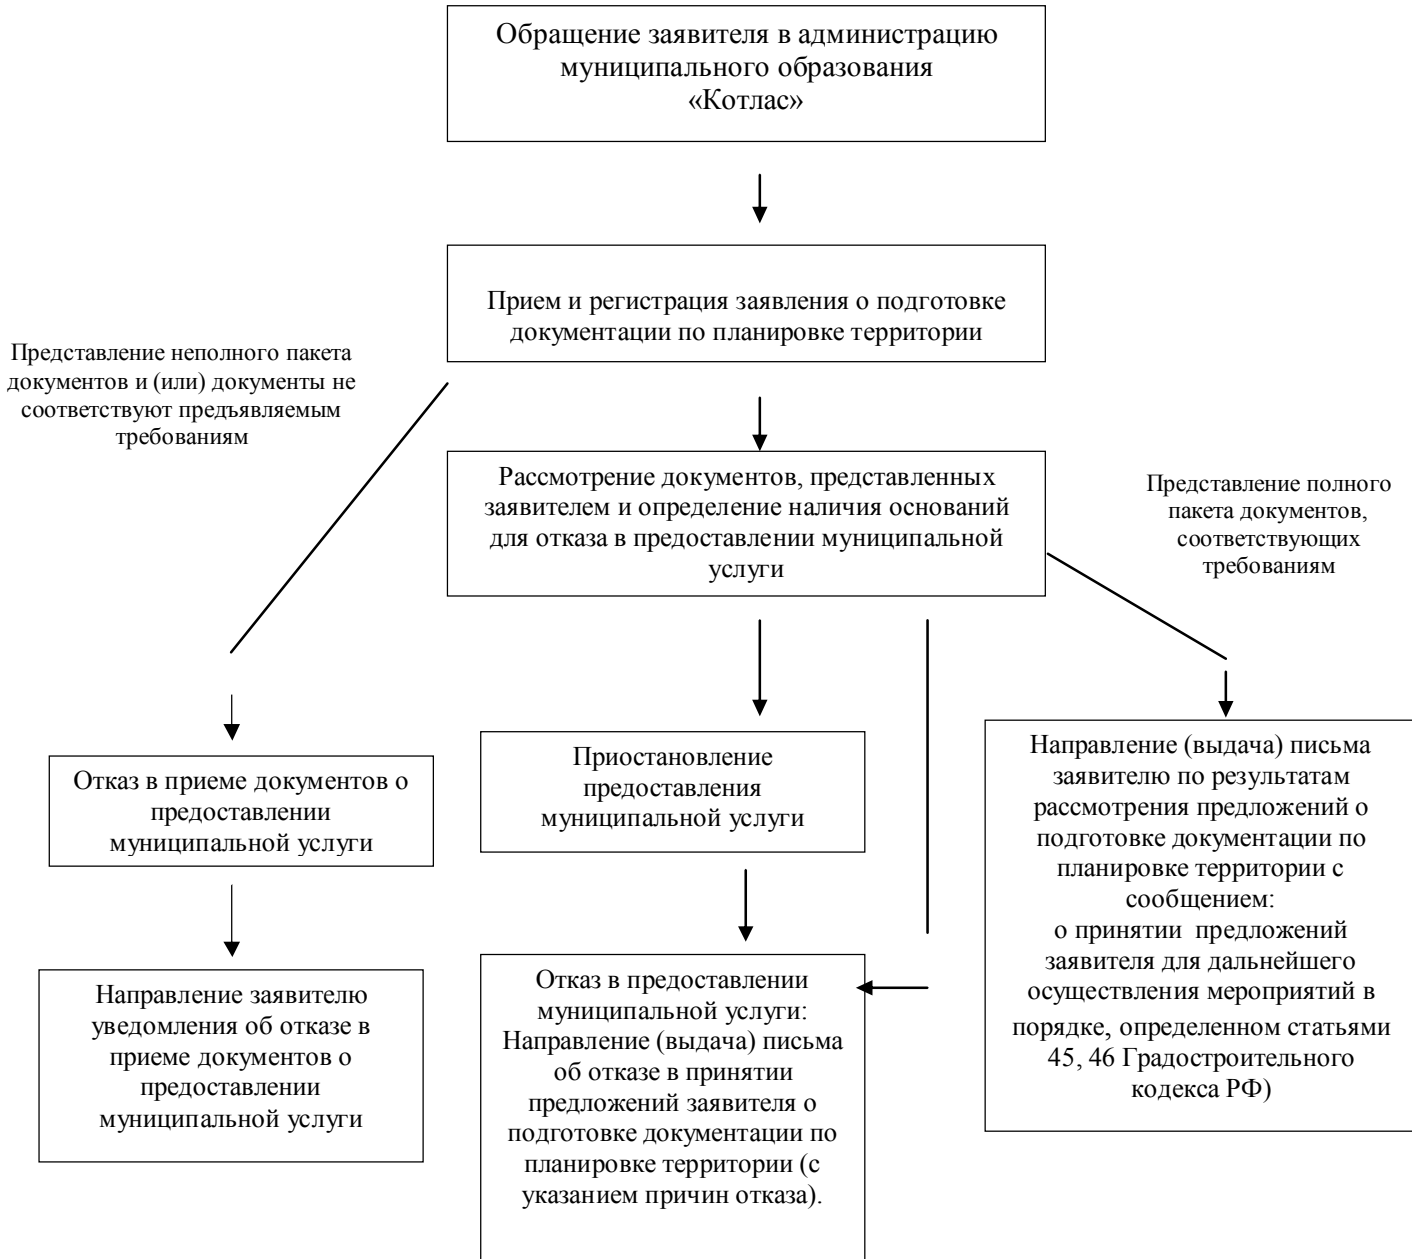 Обращение заявителя в администрацию
муниципального образования
«Котлас»
Прием и регистрация заявления о подготовке
документации по планировке территории
Представление неполного пакета
документов и (или) документы не
соответствуют предъявляемым
требованиям
Рассмотрение документов, представленных
заявителем и определение наличия оснований
для отказа в предоставлении муниципальной
услуги
Представление полного
пакета документов,
соответствующих
требованиям
Отказ в приеме документов о
предоставлении
муниципальной услуги
Приостановление
предоставления
муниципальной услуги
Направление (выдача) письма
заявителю по результатам
рассмотрения предложений о
подготовке документации по
планировке территории с
сообщением:
о принятии предложений
заявителя для дальнейшего
осуществления мероприятий в
порядке, определенном статьями
45, 46 Градостроительного
кодекса РФ)
Направление заявителю
уведомления об отказе в
приеме документов о
предоставлении
муниципальной услуги
Отказ в предоставлении
муниципальной услуги:
Направление (выдача) письма
об отказе в принятии
предложений заявителя о
подготовке документации по
планировке территории (с
указанием причин отказа).